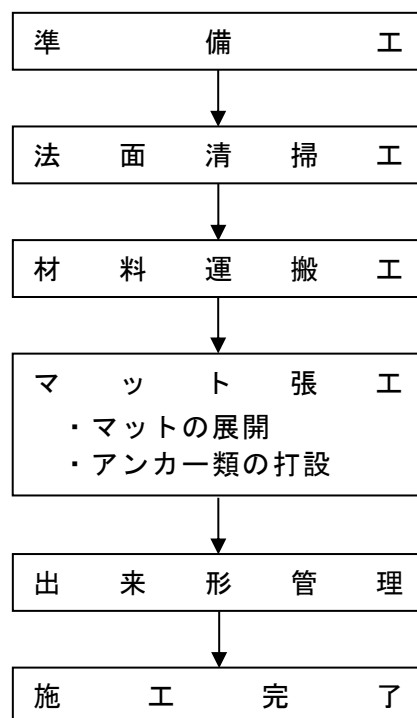 準備工
法面清掃工
材料運搬工
マット張工
・マットの展開
・アンカー類の打設
出来形管理
施工完了